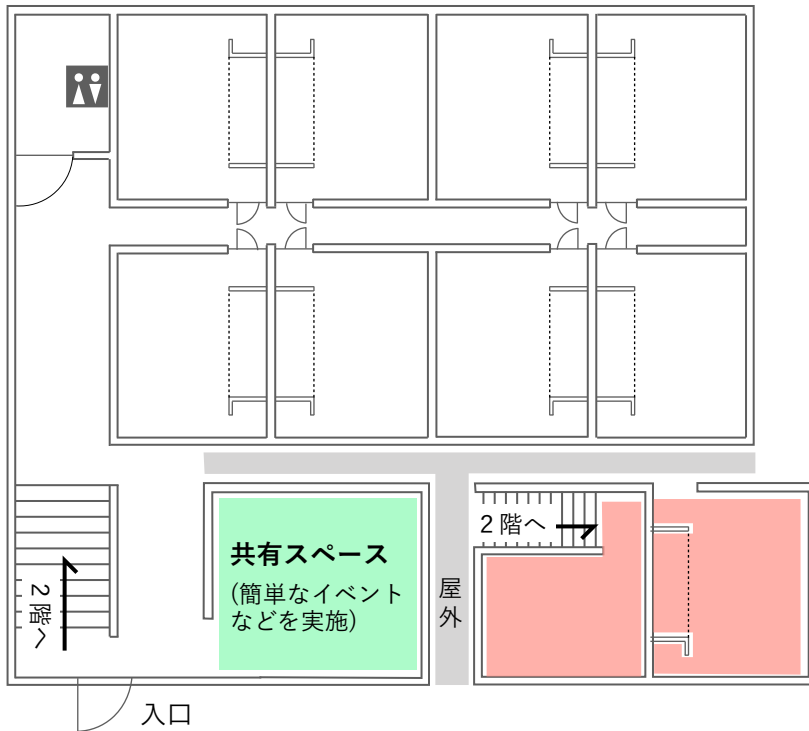 共有スペース
(簡単なイベント
などを実施)
2階へ
2階へ
屋外
入口